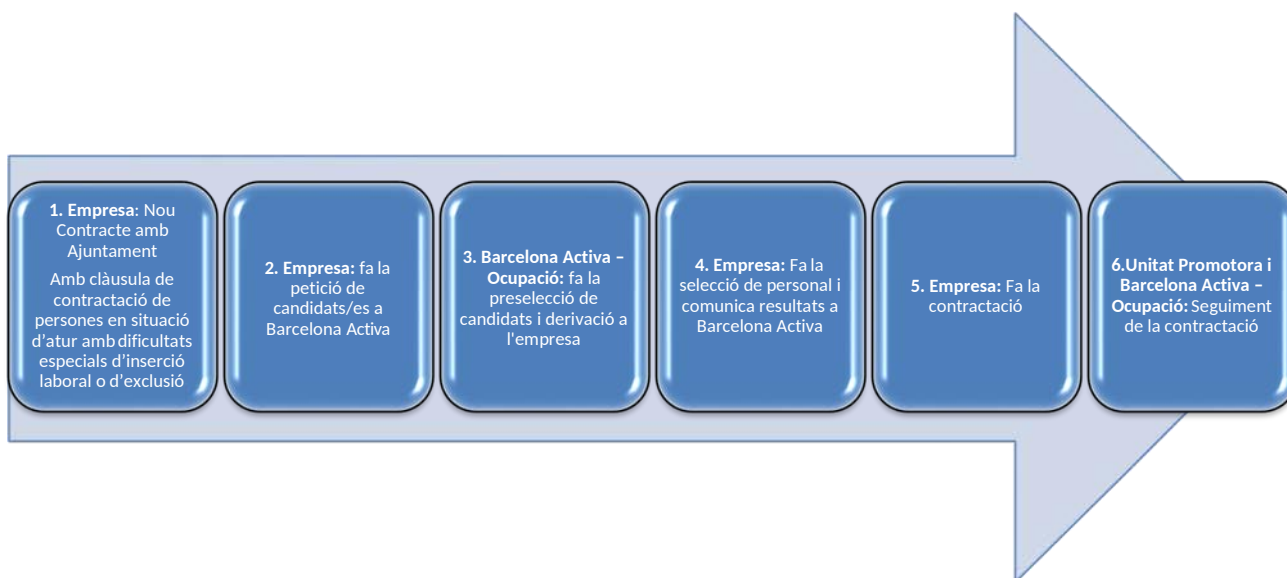 1. Empresa: Nou
Contracte amb
Ajuntament
Amb clàusula de
contractació de
persones en situació
d’atur amb dificultats
especials d’inserció
laboral o d’exclusió
2. Empresa: fa la
petició de
candidats/es a
Barcelona Activa
3. Barcelona Activa –
Ocupació: fa la
preselecció de
candidats i derivació a
l'empresa
4. Empresa: Fa la
selecció de personal i
comunica resultats a
Barcelona Activa
5. Empresa: Fa la
contractació
6.Unitat Promotora i
Barcelona Activa –
Ocupació: Seguiment
de la contractació